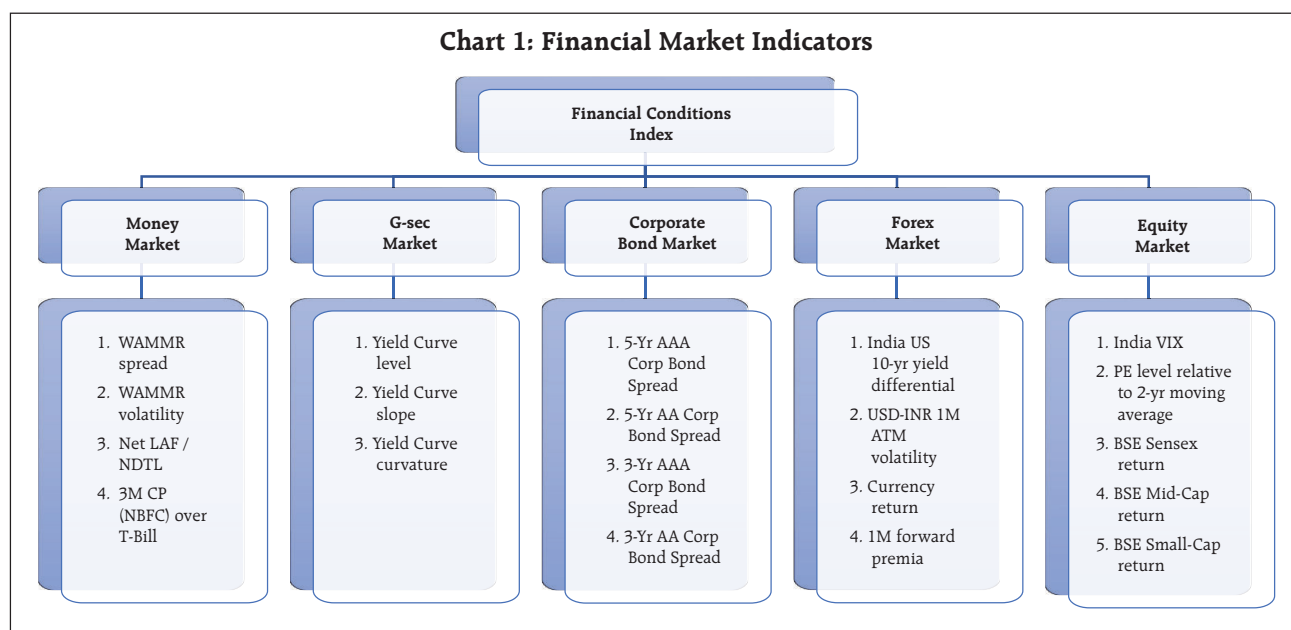 Chart 1: Financial Market Indicators
Financial Conditions
Index
Money
Market
G-sec
Market
Corporate
Bond Market
Forex
Market
Equity
Market
1. WAMMR
spread
2. WAMMR
volatility
3. Net LAF /
NDTL
4. 3M CP
(NBFC) over
T-Bill
1. Yield Curve
level
2. Yield Curve
slope
3. Yield Curve
curvature
1. 5-Yr AAA
Corp Bond
Spread
2. 5-Yr AA Corp
Bond Spread
3. 3-Yr AAA
Corp Bond
Spread
4. 3-Yr AA Corp
Bond Spread
1. India US
10-yr yield
differential
2. USD-INR 1M
ATM
volatility
3. Currency
return
4. 1M forward
premia
1. India VIX
2. PE level relative
to 2-yr moving
average
3. BSE Sensex
return
4. BSE Mid-Cap
return
5. BSE Small-Cap
return